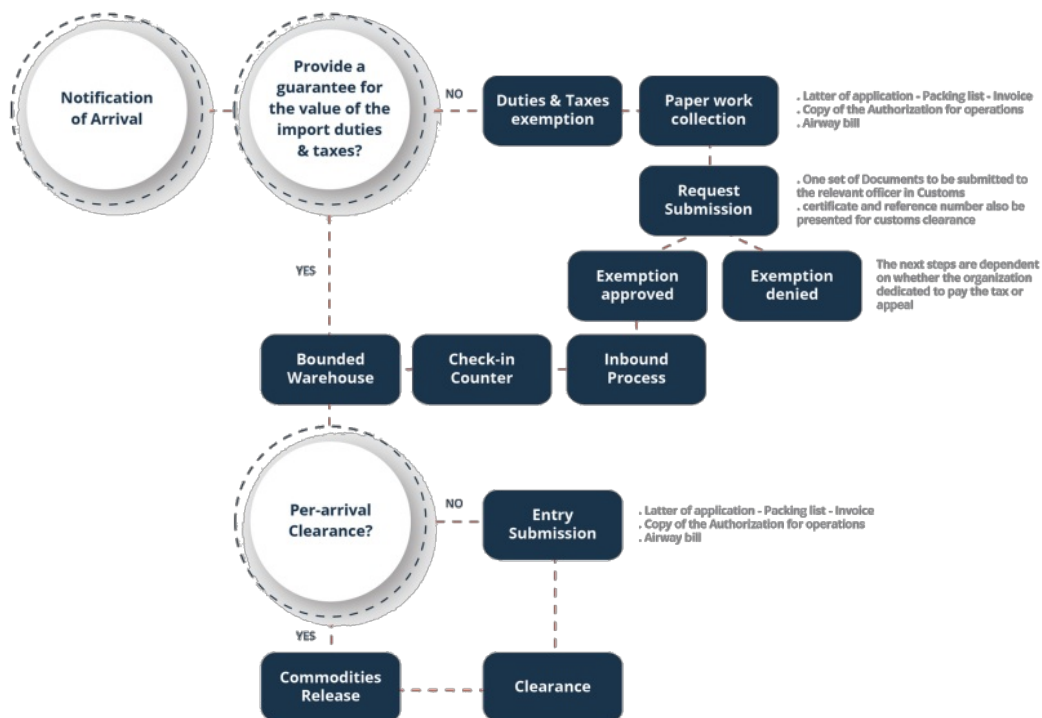 Notification
of Arrival
Provide a
guarantee for
the value of the
import duties
& taxes?
NO
Duties & Taxes
exemption
Paper work
collection
. Latter of application - Packing list - Invoice
. Copy of the Authorization for operations
. Airway bill
Request
Submission
. One set of Documents to be submitted to
the relevant officer in Customs
. certificate and reference number also be
presented for customs clearance
YES
Exemption
approved
Exemption
denied
The next steps are dependent
on whether the organization
dedicated to pay the tax or
appeal
Bounded
Warehouse
Check-in
Counter
Inbound
Process
Per-arrival
Clearance?
NO
Entry
Submission
. Latter of application - Packing list - Invoice
. Copy of the Authorization for operations
. Airway bill
YES
Commodities
Release
Clearance